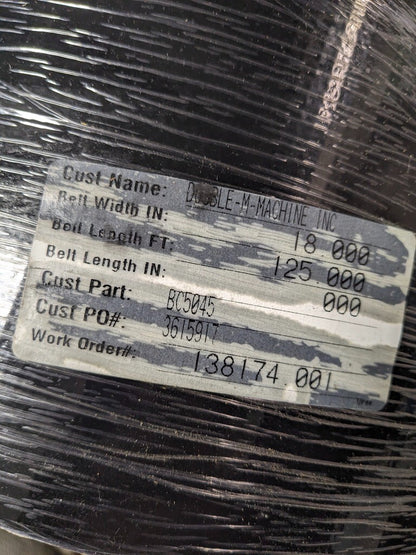 Cust Name: DOUBLE-M-MACHINE INC
Belt Width IN: 18 000
Belt Length FT: 125.000
Belt Length IN: 000
Cust Part: BC5045
Cust PO#: 3615917
Work Order#: 138174 001